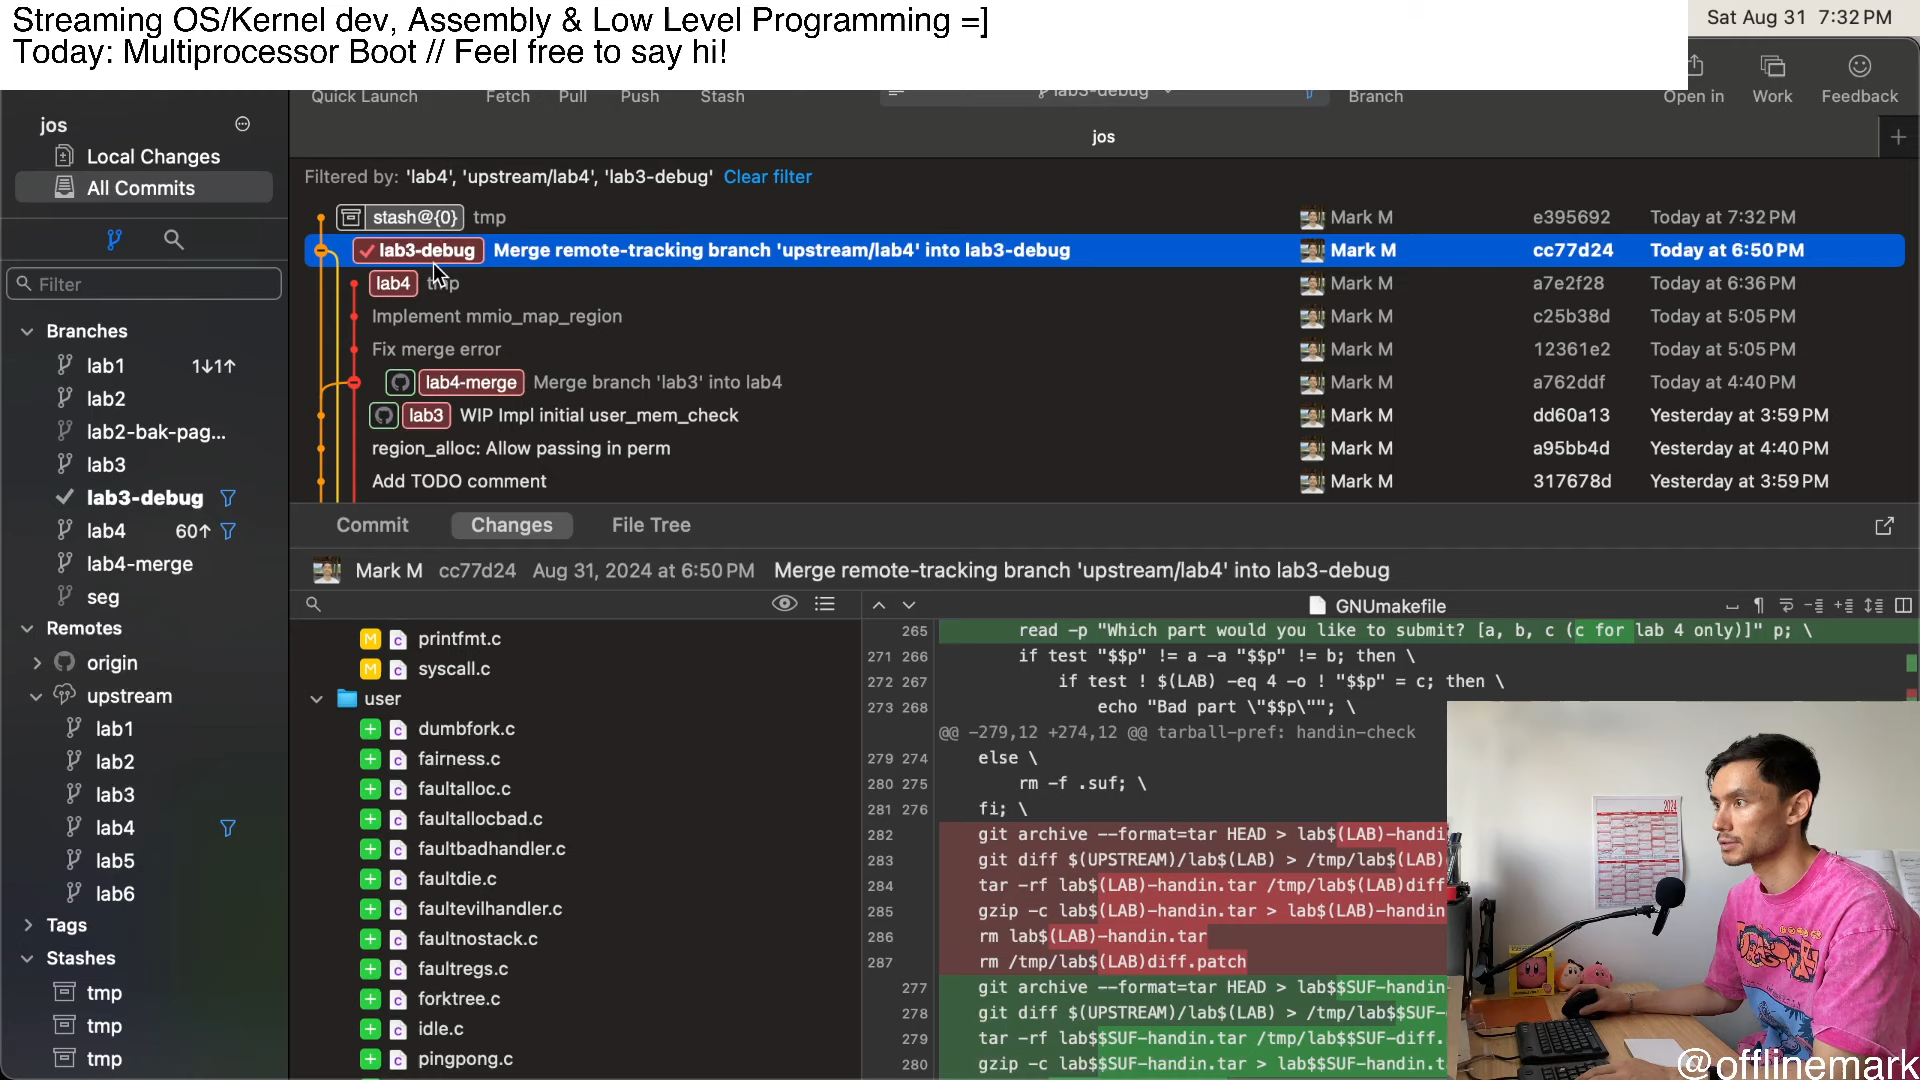 Streaming OS/Kernel dev, Assembly & Low Level Programming =]
Today: Multiprocessor Boot // Feel free to say hi!
Sat Aug 31 7:32 PM
Quick Launch Fetch Pull Push Stash lab3-debug Branch Open in Work Feedback
jos
jos
Local Changes
All Commits
Filter
Branches
lab1 1↓1↑
lab2
lab2-bak-pag...
lab3
lab3-debug
lab4 60↑
lab4-merge
seg
Remotes
origin
upstream
lab1
lab2
lab3
lab4
lab5
lab6
Tags
Stashes
tmp
tmp
tmp
Filtered by: 'lab4', 'upstream/lab4', 'lab3-debug' Clear filter
stash@{0} tmp Mark M e395692 Today at 7:32 PM
lab3-debug Merge remote-tracking branch 'upstream/lab4' into lab3-debug Mark M cc77d24 Today at 6:50 PM
lab4 tmp Mark M a7e2f28 Today at 6:36 PM
Implement mmio_map_region Mark M c25b38d Today at 5:05 PM
Fix merge error Mark M 12361e2 Today at 5:05 PM
lab4-merge Merge branch 'lab3' into lab4 Mark M a762ddf Today at 4:40 PM
lab3 WIP Impl initial user_mem_check Mark M dd60a13 Yesterday at 3:59 PM
region_alloc: Allow passing in perm Mark M a95bb4d Yesterday at 4:40 PM
Add TODO comment Mark M 317678d Yesterday at 3:59 PM
Commit Changes File Tree
Mark M cc77d24 Aug 31, 2024 at 6:50 PM Merge remote-tracking branch 'upstream/lab4' into lab3-debug
M c printfmt.c
M c syscall.c
user
+ c dumbfork.c
+ c fairness.c
+ c faultalloc.c
+ c faultallocbad.c
+ c faultbadhandler.c
+ c faultdie.c
+ c faultevilhandler.c
+ c faultnostack.c
+ c faultregs.c
+ c forktree.c
+ c idle.c
+ c pingpong.c
GNUmakefile
265 read -p "Which part would you like to submit? [a, b, c (c for lab 4 only)]" p; \
271 266 if test "$$p" != a -a "$$p" != b; then \
272 267 if test ! $(LAB) -eq 4 -o ! "$$p" = c; then \
273 268 echo "Bad part \"$$p\""; \
@@ -279,12 +274,12 @@ tarball-pref: handin-check
279 274 else \
280 275 rm -f .suf; \
281 276 fi; \
282 git archive --format=tar HEAD > lab$(LAB)-handi
283 git diff $(UPSTREAM)/lab$(LAB) > /tmp/lab$(LAB)
284 tar -rf lab$(LAB)-handin.tar /tmp/lab$(LAB)diff
285 gzip -c lab$(LAB)-handin.tar > lab$(LAB)-handin
286 rm lab$(LAB)-handin.tar
287 rm /tmp/lab$(LAB)diff.patch
277 git archive --format=tar HEAD > lab$$SUF-handin
278 git diff $(UPSTREAM)/lab$(LAB) > /tmp/lab$$SUF-
279 tar -rf lab$$SUF-handin.tar /tmp/lab$$SUF-diff.
280 gzip -c lab$$SUF-handin.tar > lab$$SUF-handin.t
2024
@offlinemark